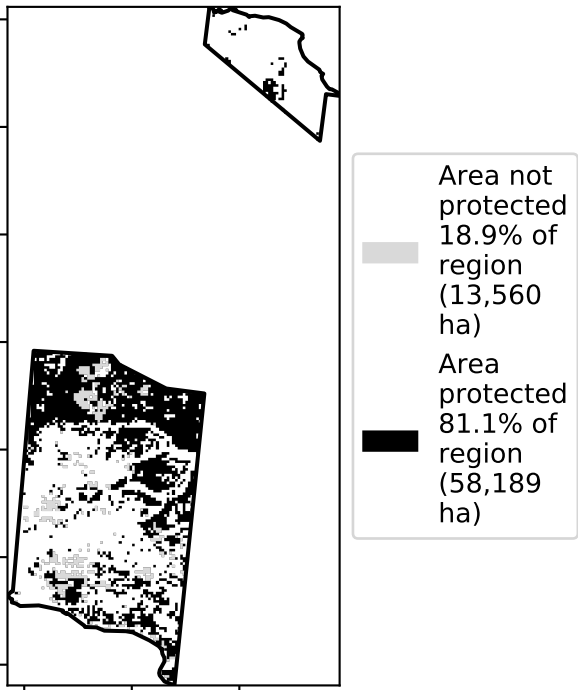 Area not
protected
18.9% of
region
(13,560
ha)
Area
protected
81.1% of
region
(58,189
ha)